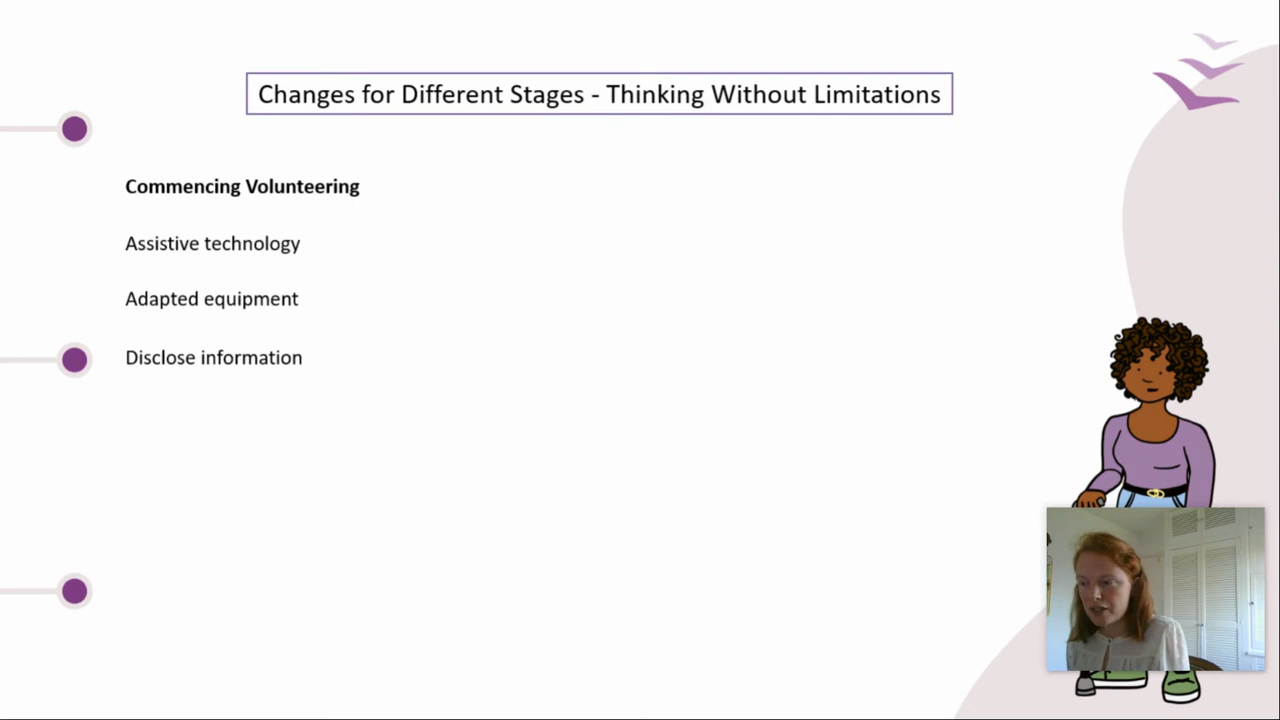 Changes for Different Stages - Thinking Without Limitations
Commencing Volunteering
Assistive technology
Adapted equipment
Disclose information